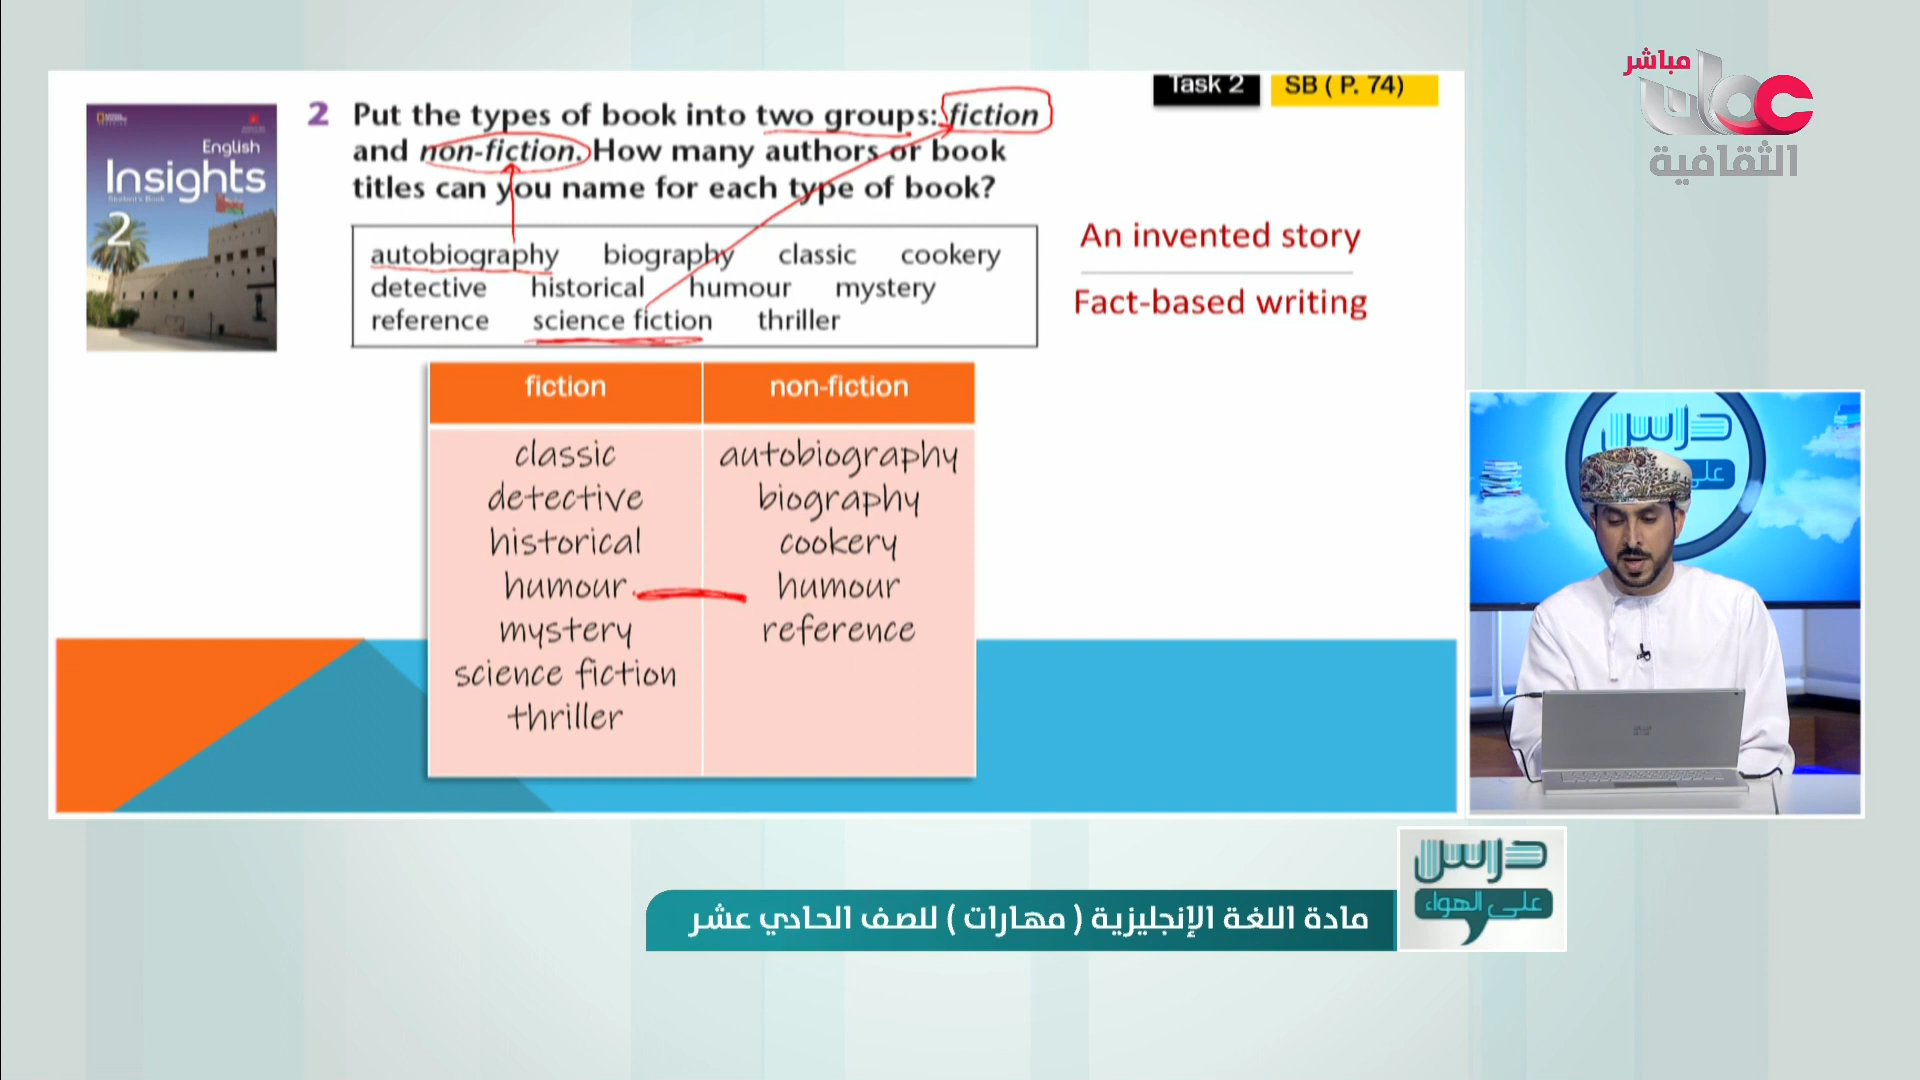 مباشر
عمان
الثقافية
Task 2
SB ( P. 74)
English
Insights
Student's Book
2
2 Put the types of book into two groups: fiction
and non-fiction. How many authors or book
titles can you name for each type of book?
autobiography biography classic cookery
detective historical humour mystery
reference science fiction thriller
An invented story
Fact-based writing
fiction non-fiction
classic autobiography
detective biography
historical cookery
humour humour
mystery reference
science fiction
thriller
درس
على
درس
على الهواء
مادة اللغة الإنجليزية ( مهارات ) للصف الحادي عشر